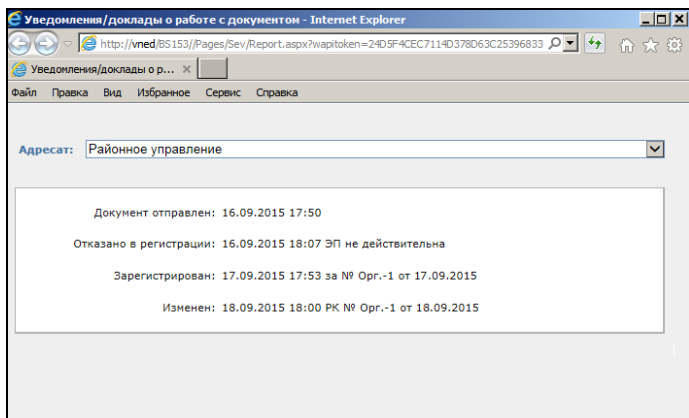 Уведомления/доклады о работе с документом - Internet Explorer
http://vned/BS153//Pages/Sev/Report.aspx?wapitoken=24D5F4CEC7114D378D63C25396833
Уведомления/доклады о р...
Файл Правка Вид Избранное Сервис Справка
Адресат: Районное управление
Документ отправлен: 16.09.2015 17:50
Отказано в регистрации: 16.09.2015 18:07 ЭП не действительна
Зарегистрирован: 17.09.2015 17:53 за № Орг.-1 от 17.09.2015
Изменен: 18.09.2015 18:00 РК № Орг.-1 от 18.09.2015